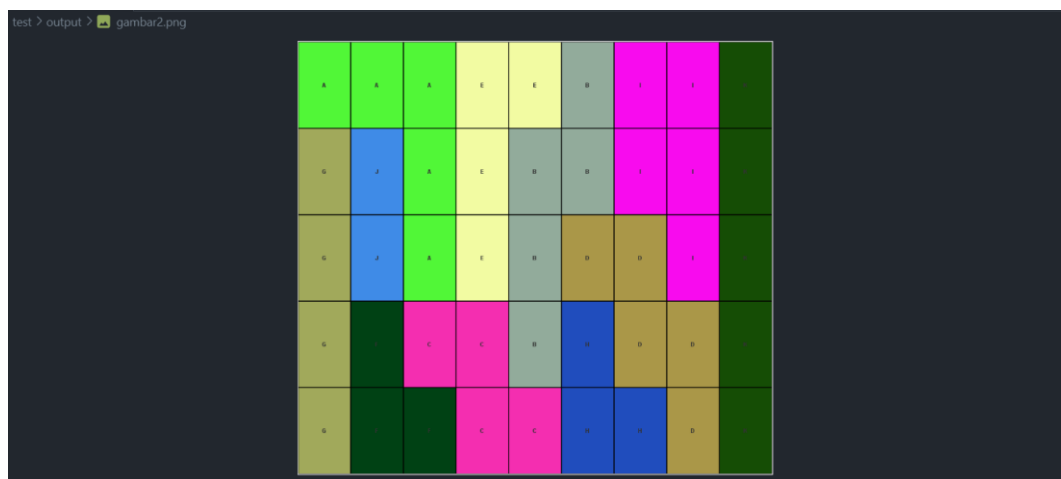 test > output > gambar2.png
A A A E E B I I
G J A E B B I I
G J A E B D D I
G C C B D D
G C C D